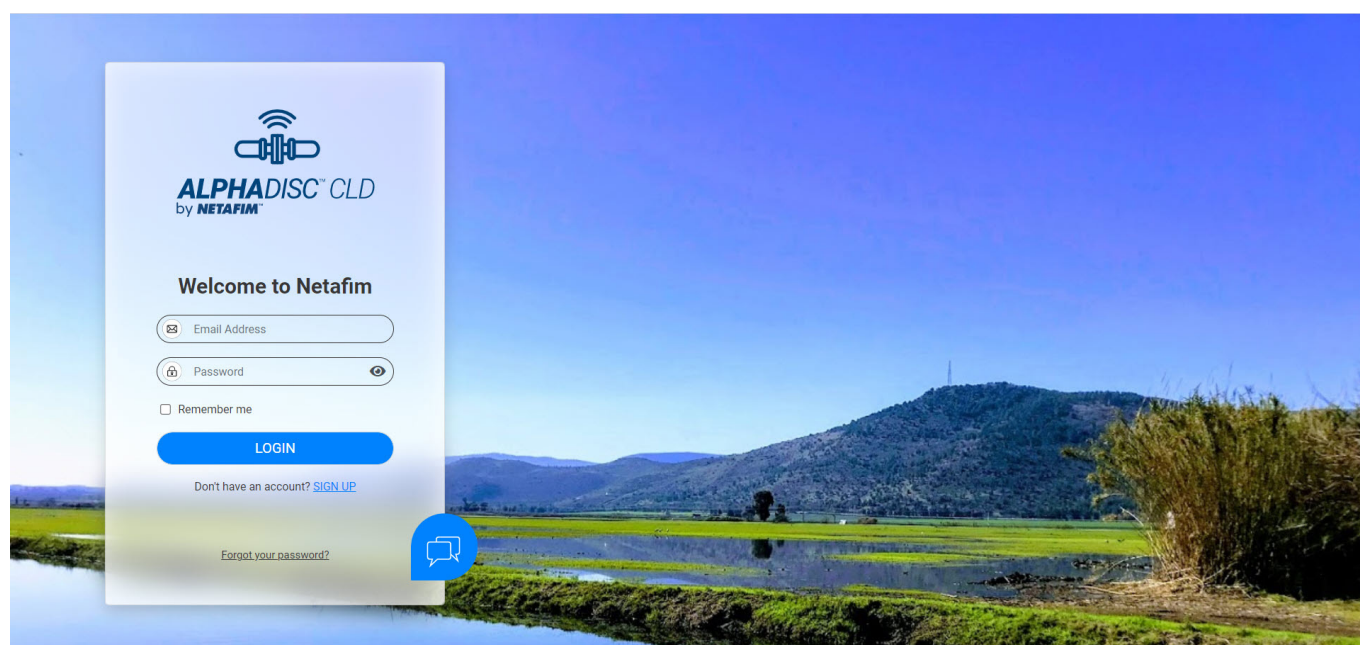 ALPHADISC™ CLD
by NETAFIM™
Welcome to Netafim
Email Address
Password
Remember me
LOGIN
Don't have an account? SIGN UP
Forgot your password?